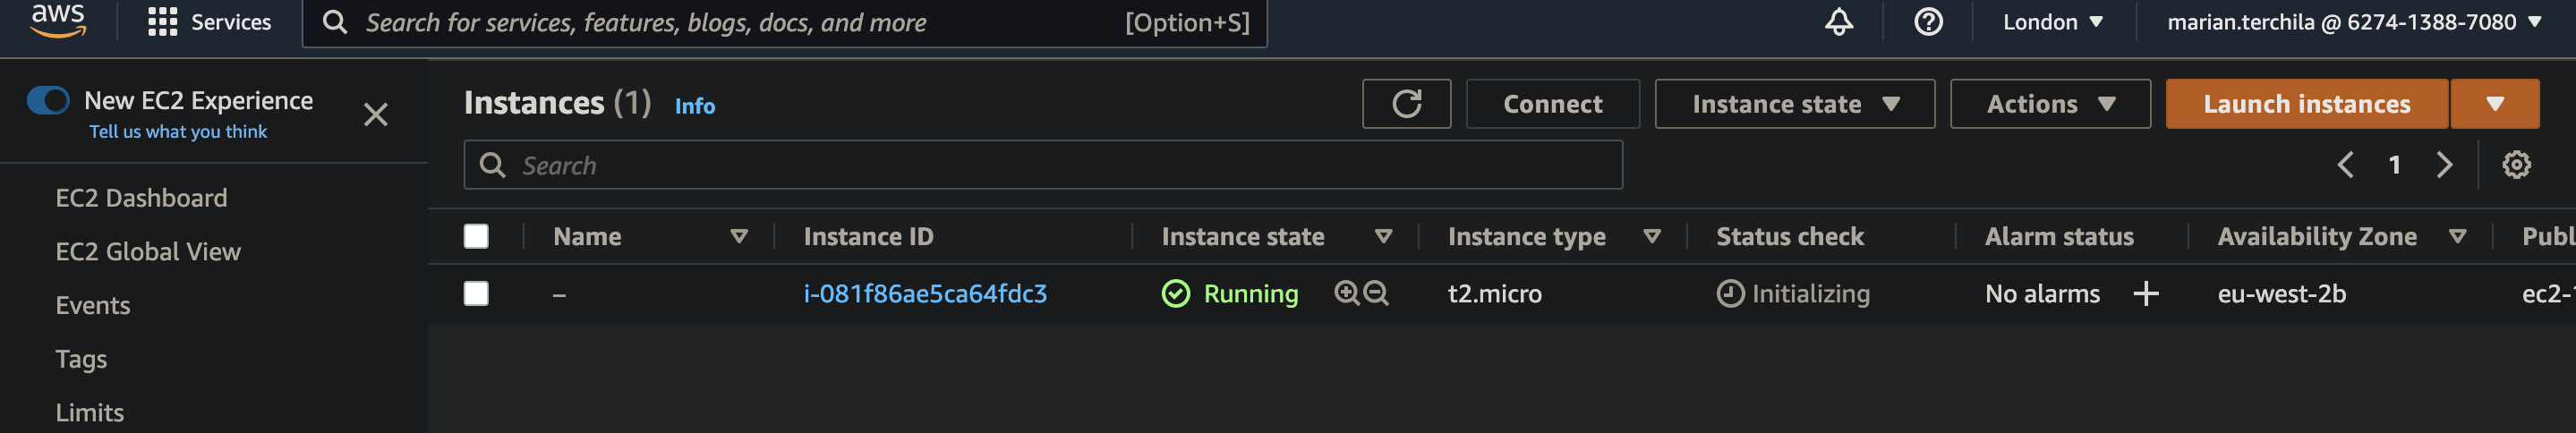 aws
Services
Search for services, features, blogs, docs, and more [Option+S]
London
marian.terchila @ 6274-1388-7080
New EC2 Experience
Tell us what you think
EC2 Dashboard
EC2 Global View
Events
Tags
Limits
Instances (1) Info
Connect
Instance state
Actions
Launch instances
Search
1
Name Instance ID Instance state Instance type Status check Alarm status Availability Zone Publ
– i-081f86ae5ca64fdc3 Running t2.micro Initializing No alarms + eu-west-2b ec2-